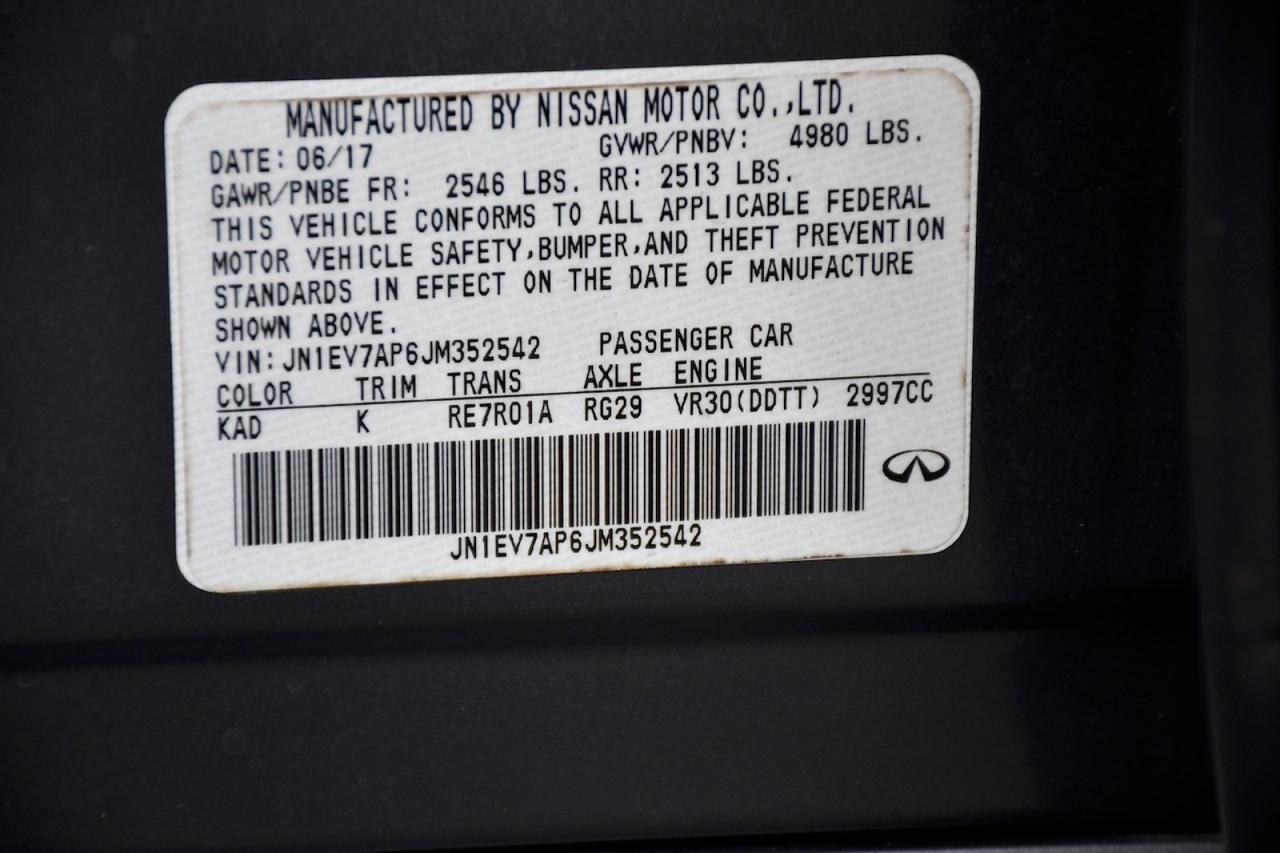 MANUFACTURED BY NISSAN MOTOR CO.,LTD.
DATE: 06/17 GVWR/PNBV: 4980 LBS.
GAWR/PNBE FR: 2546 LBS. RR: 2513 LBS.
THIS VEHICLE CONFORMS TO ALL APPLICABLE FEDERAL
MOTOR VEHICLE SAFETY,BUMPER,AND THEFT PREVENTION
STANDARDS IN EFFECT ON THE DATE OF MANUFACTURE
SHOWN ABOVE.
VIN: JN1EV7AP6JM352542 PASSENGER CAR
COLOR TRIM TRANS AXLE ENGINE
KAD K RE7R01A RG29 VR30(DDTT) 2997CC
JN1EV7AP6JM352542